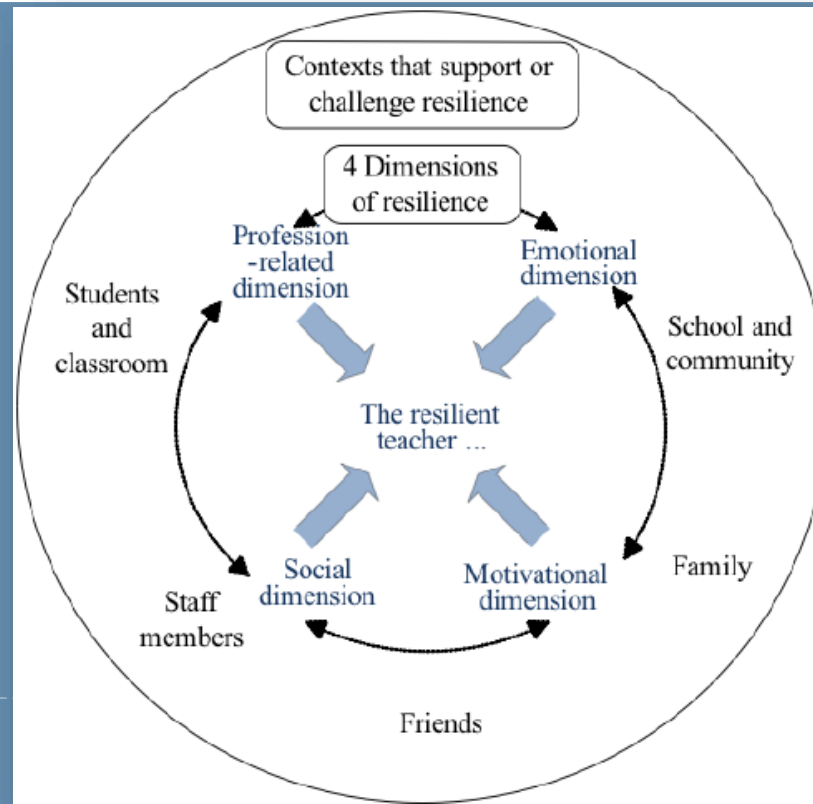 Contexts that support or
challenge resilience
4 Dimensions
of resilience
Profession
-related
dimension
Emotional
dimension
Students
and
classroom
School and
community
The resilient
teacher ...
Social
dimension
Motivational
dimension
Family
Staff
members
Friends